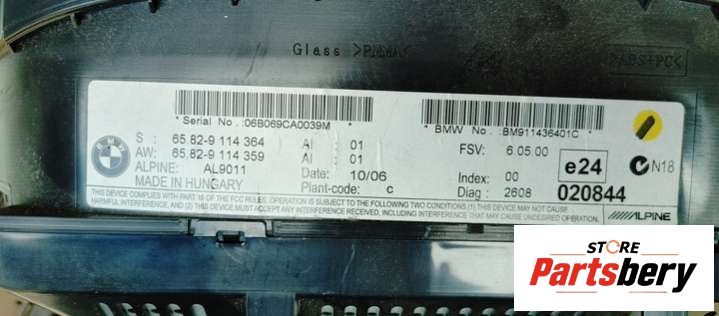 Glass >
ABS+PC<
*Serial No.:06B069CA0039M*
*BMW No. :BM911436401C*
S : 65.82-9 114 364 AI : 01
AW: 65.82-9 114 359 AI : 01
ALPINE: AL9011 Date: 10/06
MADE IN HUNGARY Plant-code: c
FSV: 6.05.00
Index: 00
Diag : 2608
e24
020844
N18
THIS DEVICE COMPLIES WITH PART 15 OF THE FCC RULES. OPERATION IS SUBJECT TO THE FOLLOWING TWO CONDITIONS (1) THIS DEVICE MAY NOT CAUSE
HARMFUL INTERFERENCE, AND (2) THIS DEVICE MUST ACCEPT ANY INTERFERENCE RECEIVED, INCLUDING ANY INTERFERENCE THAT MAY CAUSE UNDESIRED OPERATION.
ALPINE
STORE
Partsbery